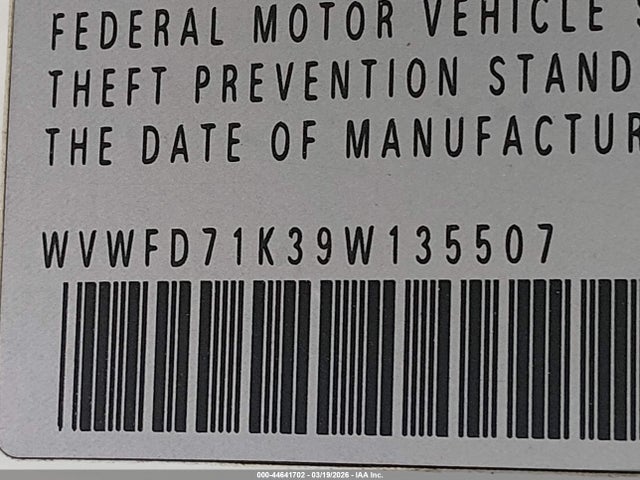 FEDERAL MOTOR VEHICLE
THEFT PREVENTION STAND
THE DATE OF MANUFACTUR
WVWFD71K39W135507
000-44641702 - 03/19/2026 - IAA Inc.